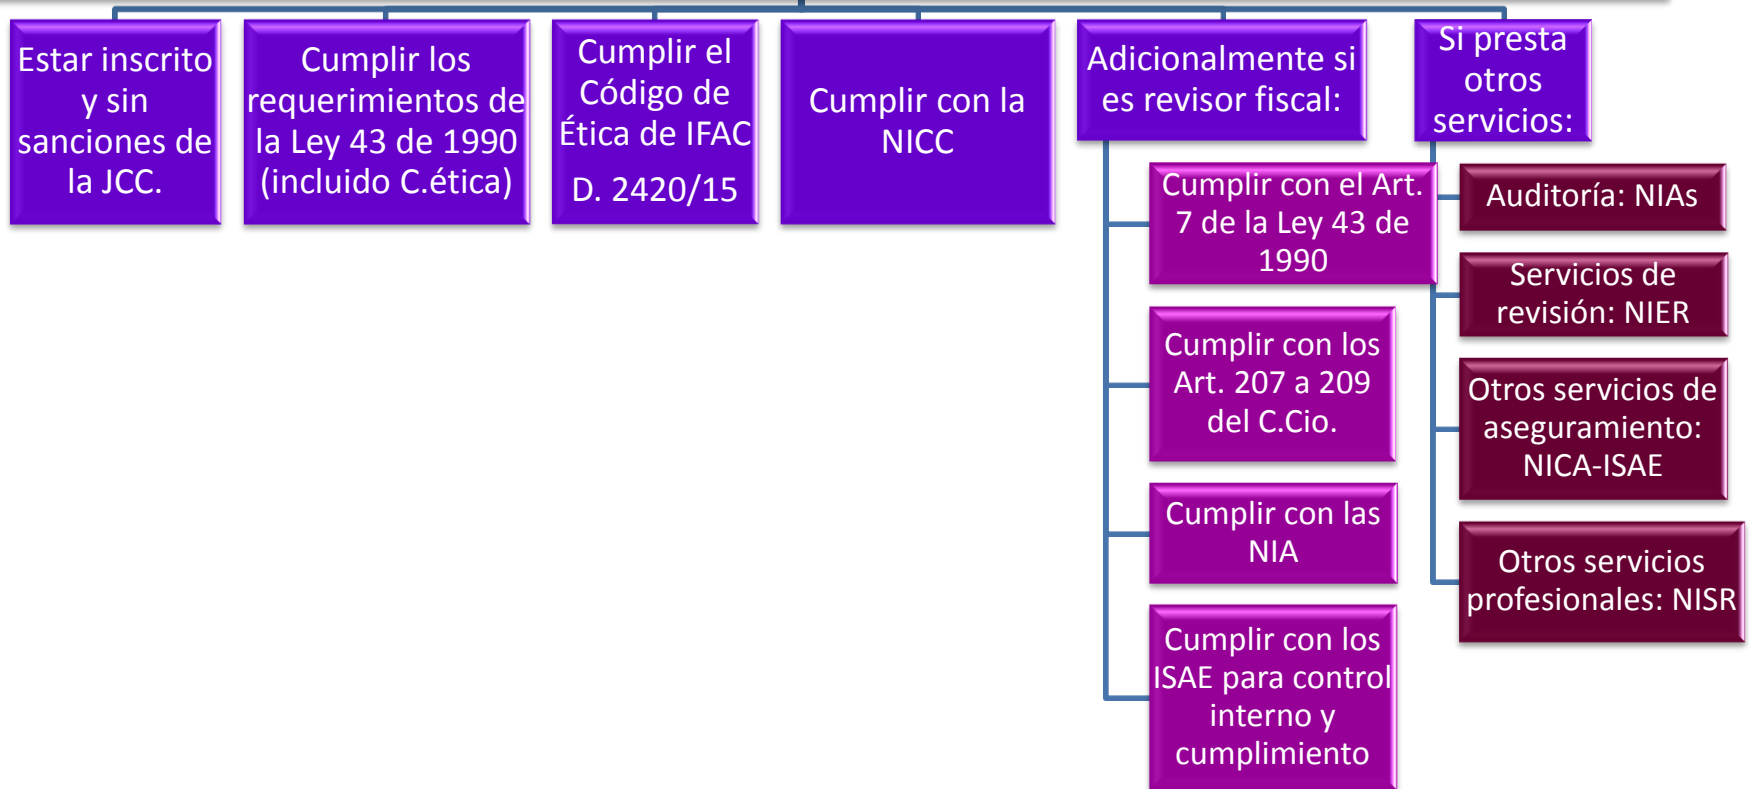 Estar inscrito
y sin
sanciones de
la JCC.
Cumplir los
requerimientos de
la Ley 43 de 1990
(incluido C.ética)
Cumplir el
Código de
Ética de IFAC
D. 2420/15
Cumplir con la
NICC
Adicionalmente si
es revisor fiscal:
Cumplir con el Art.
7 de la Ley 43 de
1990
Cumplir con los
Art. 207 a 209
del C.Cio.
Cumplir con las
NIA
Cumplir con los
ISAE para control
interno y
cumplimiento
Si presta
otros
servicios:
Auditoría: NIAs
Servicios de
revisión: NIER
Otros servicios de
aseguramiento:
NICA-ISAE
Otros servicios
profesionales: NISR